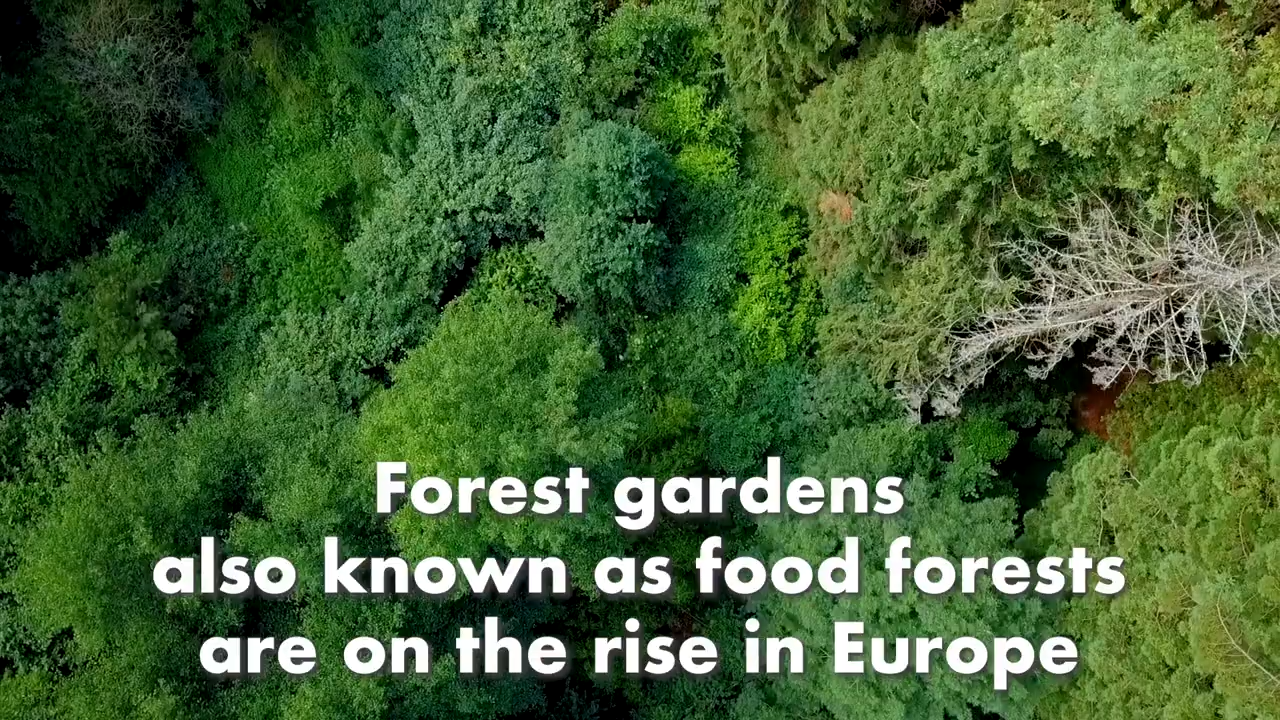 Forest gardens
also known as food forests
are on the rise in Europe